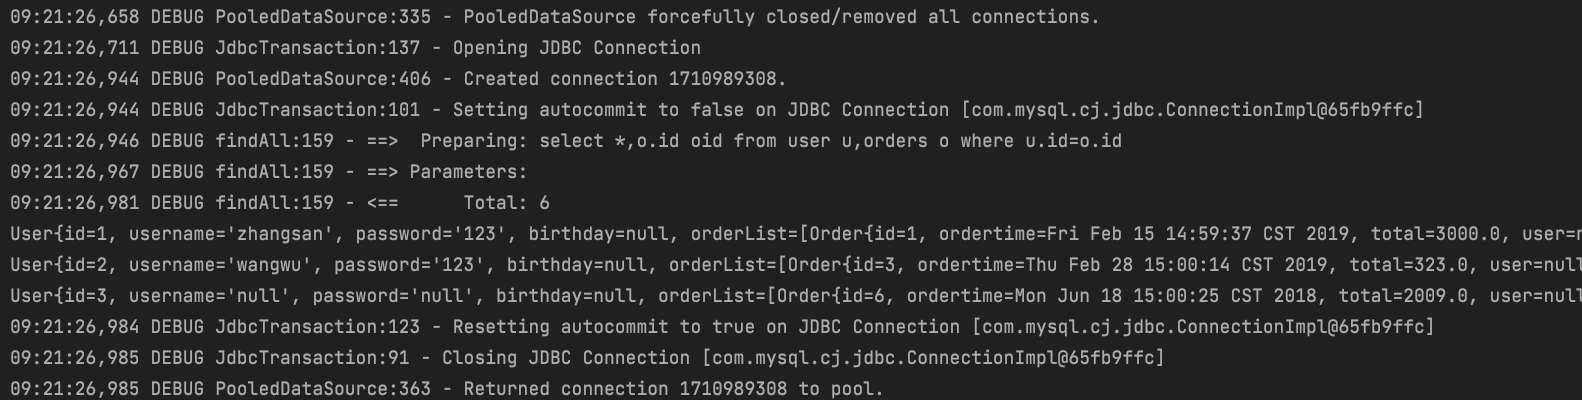 09:21:26,658 DEBUG PooledDataSource:335 - PooledDataSource forcefully closed/removed all connections.
09:21:26,711 DEBUG JdbcTransaction:137 - Opening JDBC Connection
09:21:26,944 DEBUG PooledDataSource:406 - Created connection 1710989308.
09:21:26,944 DEBUG JdbcTransaction:101 - Setting autocommit to false on JDBC Connection [com.mysql.cj.jdbc.ConnectionImpl@65fb9ffc]
09:21:26,946 DEBUG findAll:159 - ==>  Preparing: select *,o.id oid from user u,orders o where u.id=o.id
09:21:26,967 DEBUG findAll:159 - ==> Parameters:
09:21:26,981 DEBUG findAll:159 - <==      Total: 6
User{id=1, username='zhangsan', password='123', birthday=null, orderList=[Order{id=1, ordertime=Fri Feb 15 14:59:37 CST 2019, total=3000.0, user=
User{id=2, username='wangwu', password='123', birthday=null, orderList=[Order{id=3, ordertime=Thu Feb 28 15:00:14 CST 2019, total=323.0, user=null
User{id=3, username='null', password='null', birthday=null, orderList=[Order{id=6, ordertime=Mon Jun 18 15:00:25 CST 2018, total=2009.0, user=null
09:21:26,984 DEBUG JdbcTransaction:123 - Resetting autocommit to true on JDBC Connection [com.mysql.cj.jdbc.ConnectionImpl@65fb9ffc]
09:21:26,985 DEBUG JdbcTransaction:91 - Closing JDBC Connection [com.mysql.cj.jdbc.ConnectionImpl@65fb9ffc]
09:21:26,985 DEBUG PooledDataSource:363 - Returned connection 1710989308 to pool.